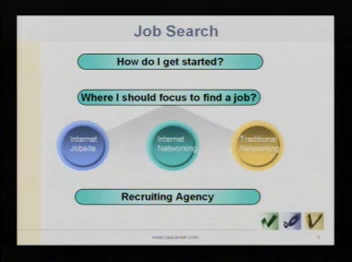 Job Search
How do I get started?
Where I should focus to find a job?
Internet
Jobsite
Internet
Networking
Traditional
Networking
Recruiting Agency